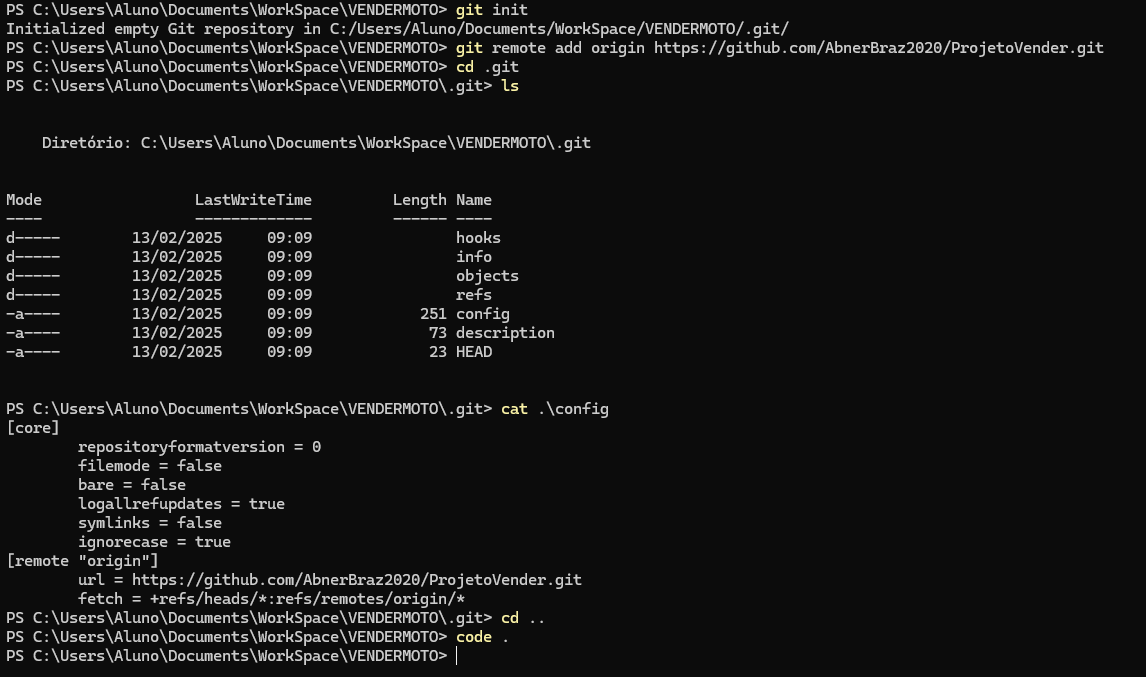 PS C:\Users\Aluno\Documents\WorkSpace\VENDERMOTO> git init
Initialized empty Git repository in C:/Users/Aluno/Documents/WorkSpace/VENDERMOTO/.git/
PS C:\Users\Aluno\Documents\WorkSpace\VENDERMOTO> git remote add origin https://github.com/AbnerBraz2020/ProjetoVender.git
PS C:\Users\Aluno\Documents\WorkSpace\VENDERMOTO> cd .git
PS C:\Users\Aluno\Documents\WorkSpace\VENDERMOTO\.git> ls
    Diretório: C:\Users\Aluno\Documents\WorkSpace\VENDERMOTO\.git
Mode                 LastWriteTime         Length Name
----                 -------------         ------ ----
d-----        13/02/2025     09:09                hooks
d-----        13/02/2025     09:09                info
d-----        13/02/2025     09:09                objects
d-----        13/02/2025     09:09                refs
-a----        13/02/2025     09:09            251 config
-a----        13/02/2025     09:09             73 description
-a----        13/02/2025     09:09             23 HEAD
PS C:\Users\Aluno\Documents\WorkSpace\VENDERMOTO\.git> cat .\config
[core]
        repositoryformatversion = 0
        filemode = false
        bare = false
        logallrefupdates = true
        symlinks = false
        ignorecase = true
[remote "origin"]
        url = https://github.com/AbnerBraz2020/ProjetoVender.git
        fetch = +refs/heads/*:refs/remotes/origin/*
PS C:\Users\Aluno\Documents\WorkSpace\VENDERMOTO\.git> cd ..
PS C:\Users\Aluno\Documents\WorkSpace\VENDERMOTO> code .
PS C:\Users\Aluno\Documents\WorkSpace\VENDERMOTO>